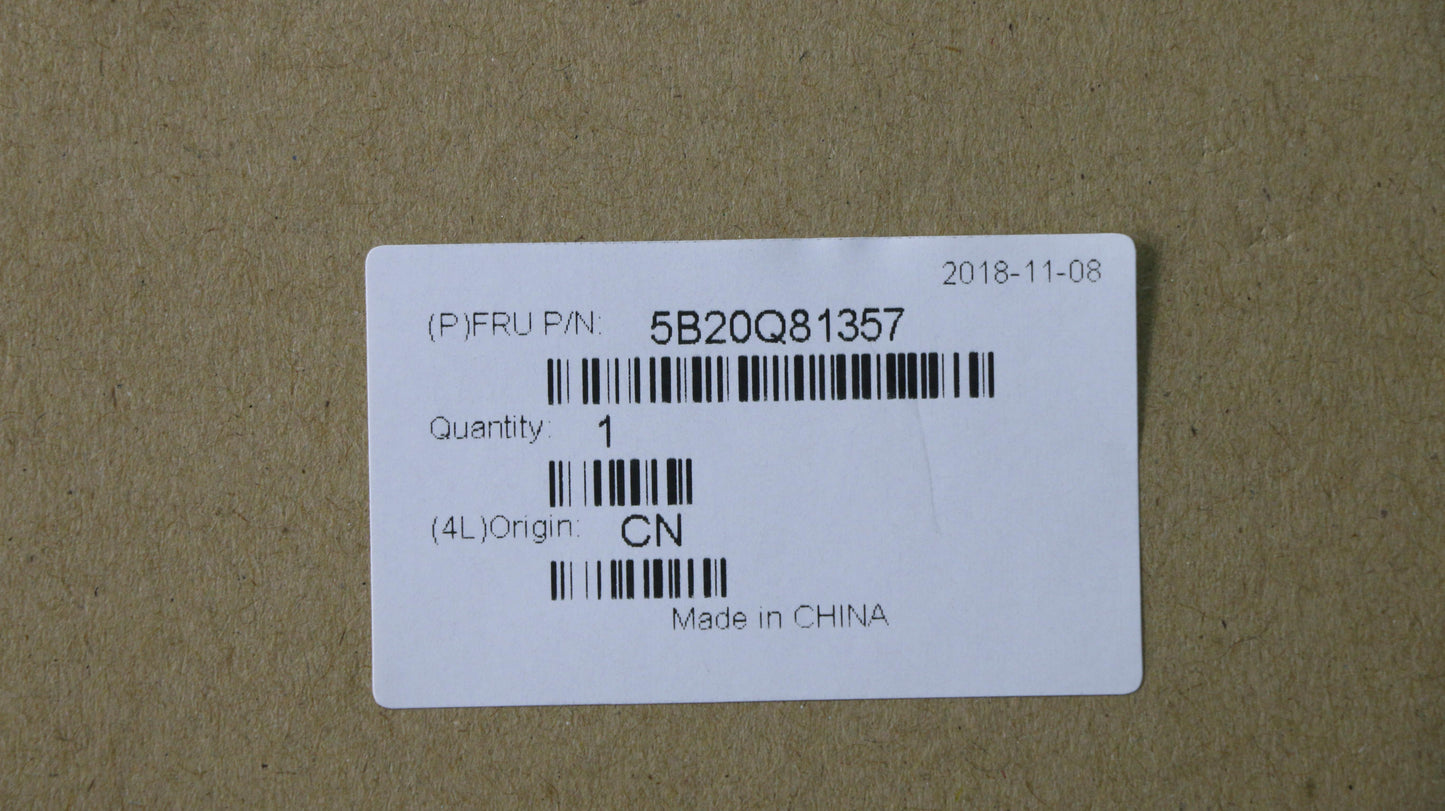 2018-11-08
(P)FRU P/N: 5B20Q81357
Quantity: 1
(4L)Origin: CN
Made in CHINA